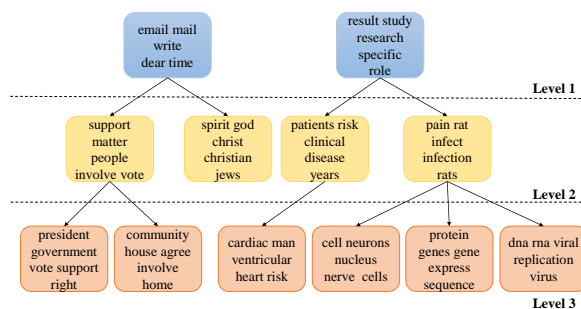 email mail
write
dear time
result study
research
specific
role
Level 1
support
matter
people
involve vote
spirit god
christ
christian
jews
patients risk
clinical
disease
years
pain rat
infect
infection
rats
Level 2
president
government
vote support
right
community
house agree
involve
home
cardiac man
ventricular
heart risk
cell neurons
nucleus
nerve cells
protein
genes gene
express
sequence
dna rna viral
replication
virus
Level 3